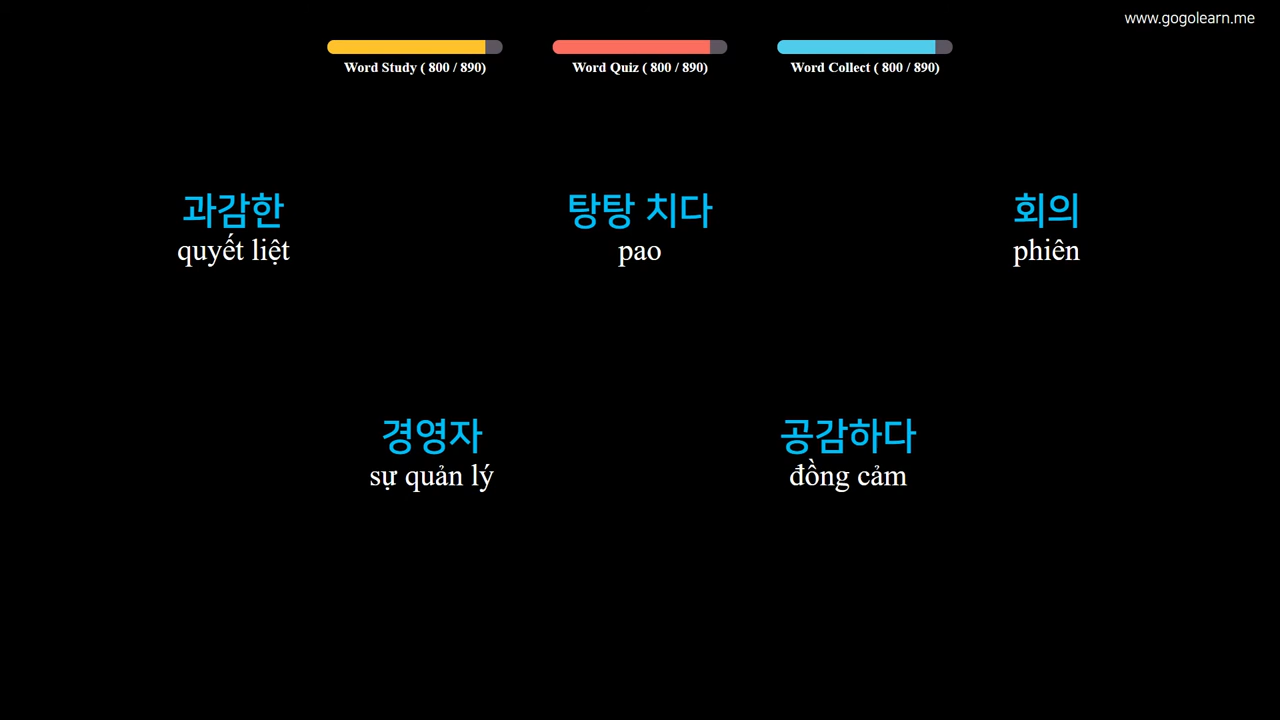 www.gogolearn.me
Word Study ( 800 / 890)
Word Quiz ( 800 / 890)
Word Collect ( 800 / 890)
과감한
quyết liệt
탕탕 치다
pao
회의
phiên
경영자
sự quản lý
공감하다
đồng cảm